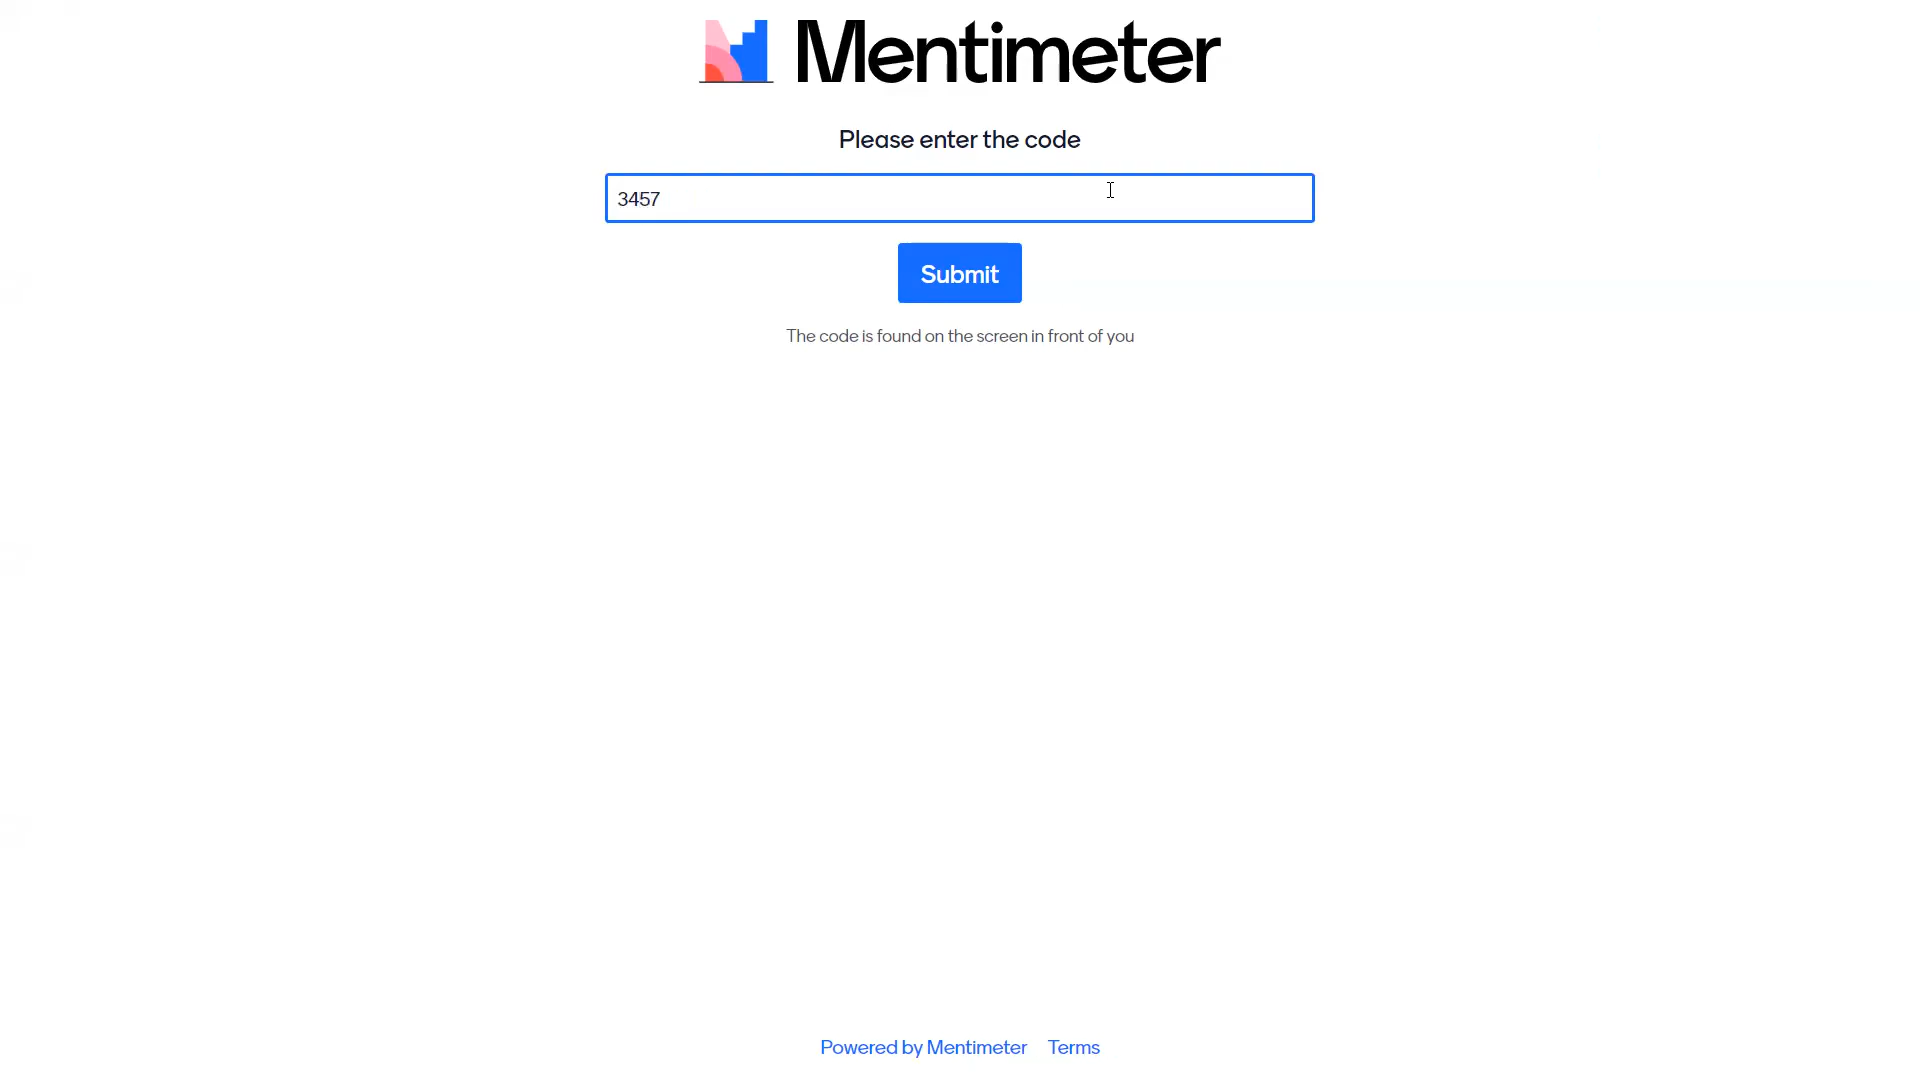 Mentimeter
Please enter the code
3457
Submit
The code is found on the screen in front of you
Powered by Mentimeter Terms